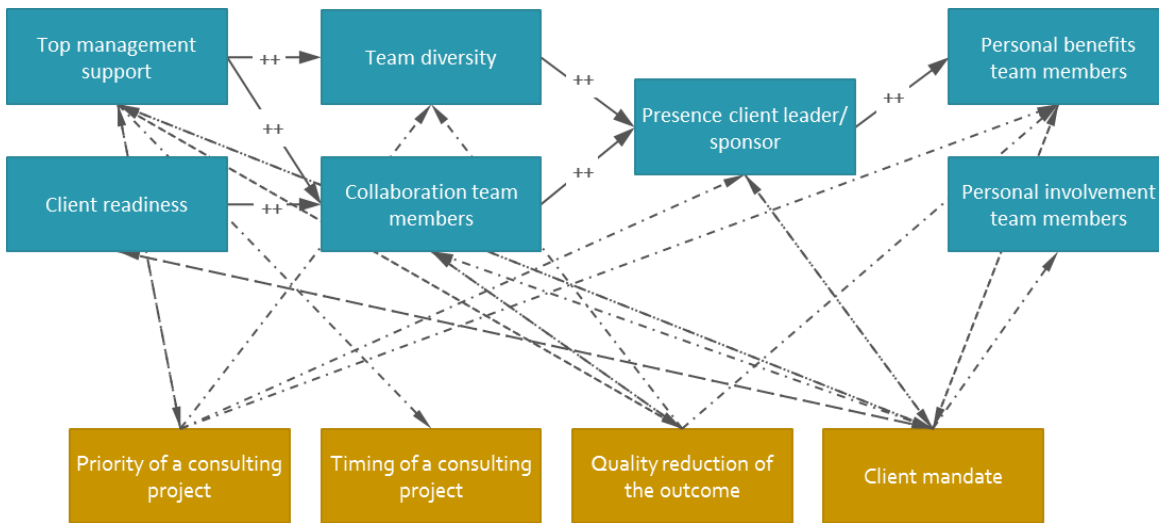 Top management
support
++
Team diversity
++
Personal benefits
team members
++
Presence client leader/
sponsor
++
Client readiness
++
Collaboration team
members
++
Personal involvement
team members
Priority of a consulting
project
Timing of a consulting
project
Quality reduction of
the outcome
Client mandate